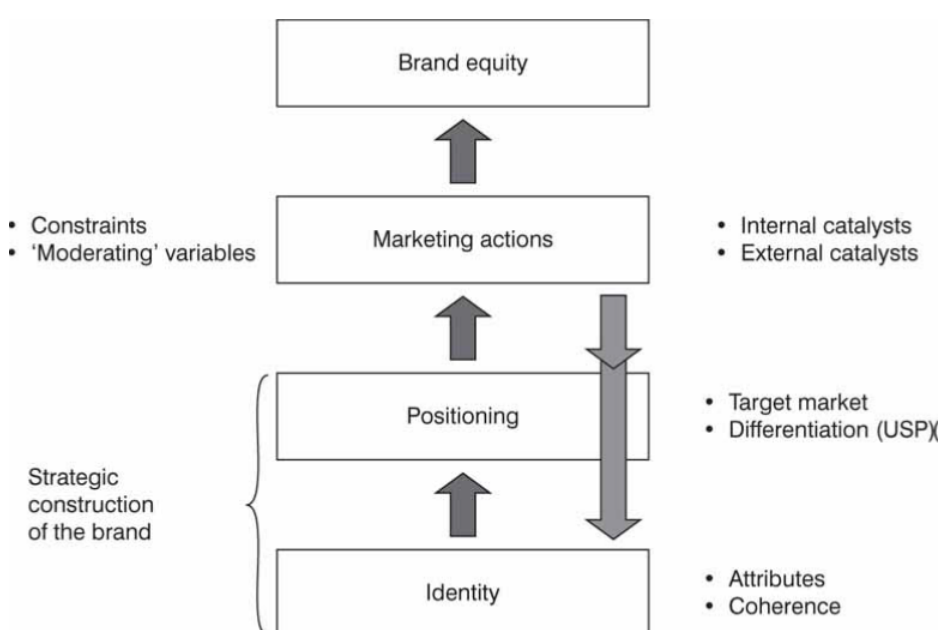 Brand equity
• Constraints
• ‘Moderating’ variables
Marketing actions
• Internal catalysts
• External catalysts
Positioning
• Target market
• Differentiation (USP)(
Strategic
construction
of the brand
Identity
• Attributes
• Coherence